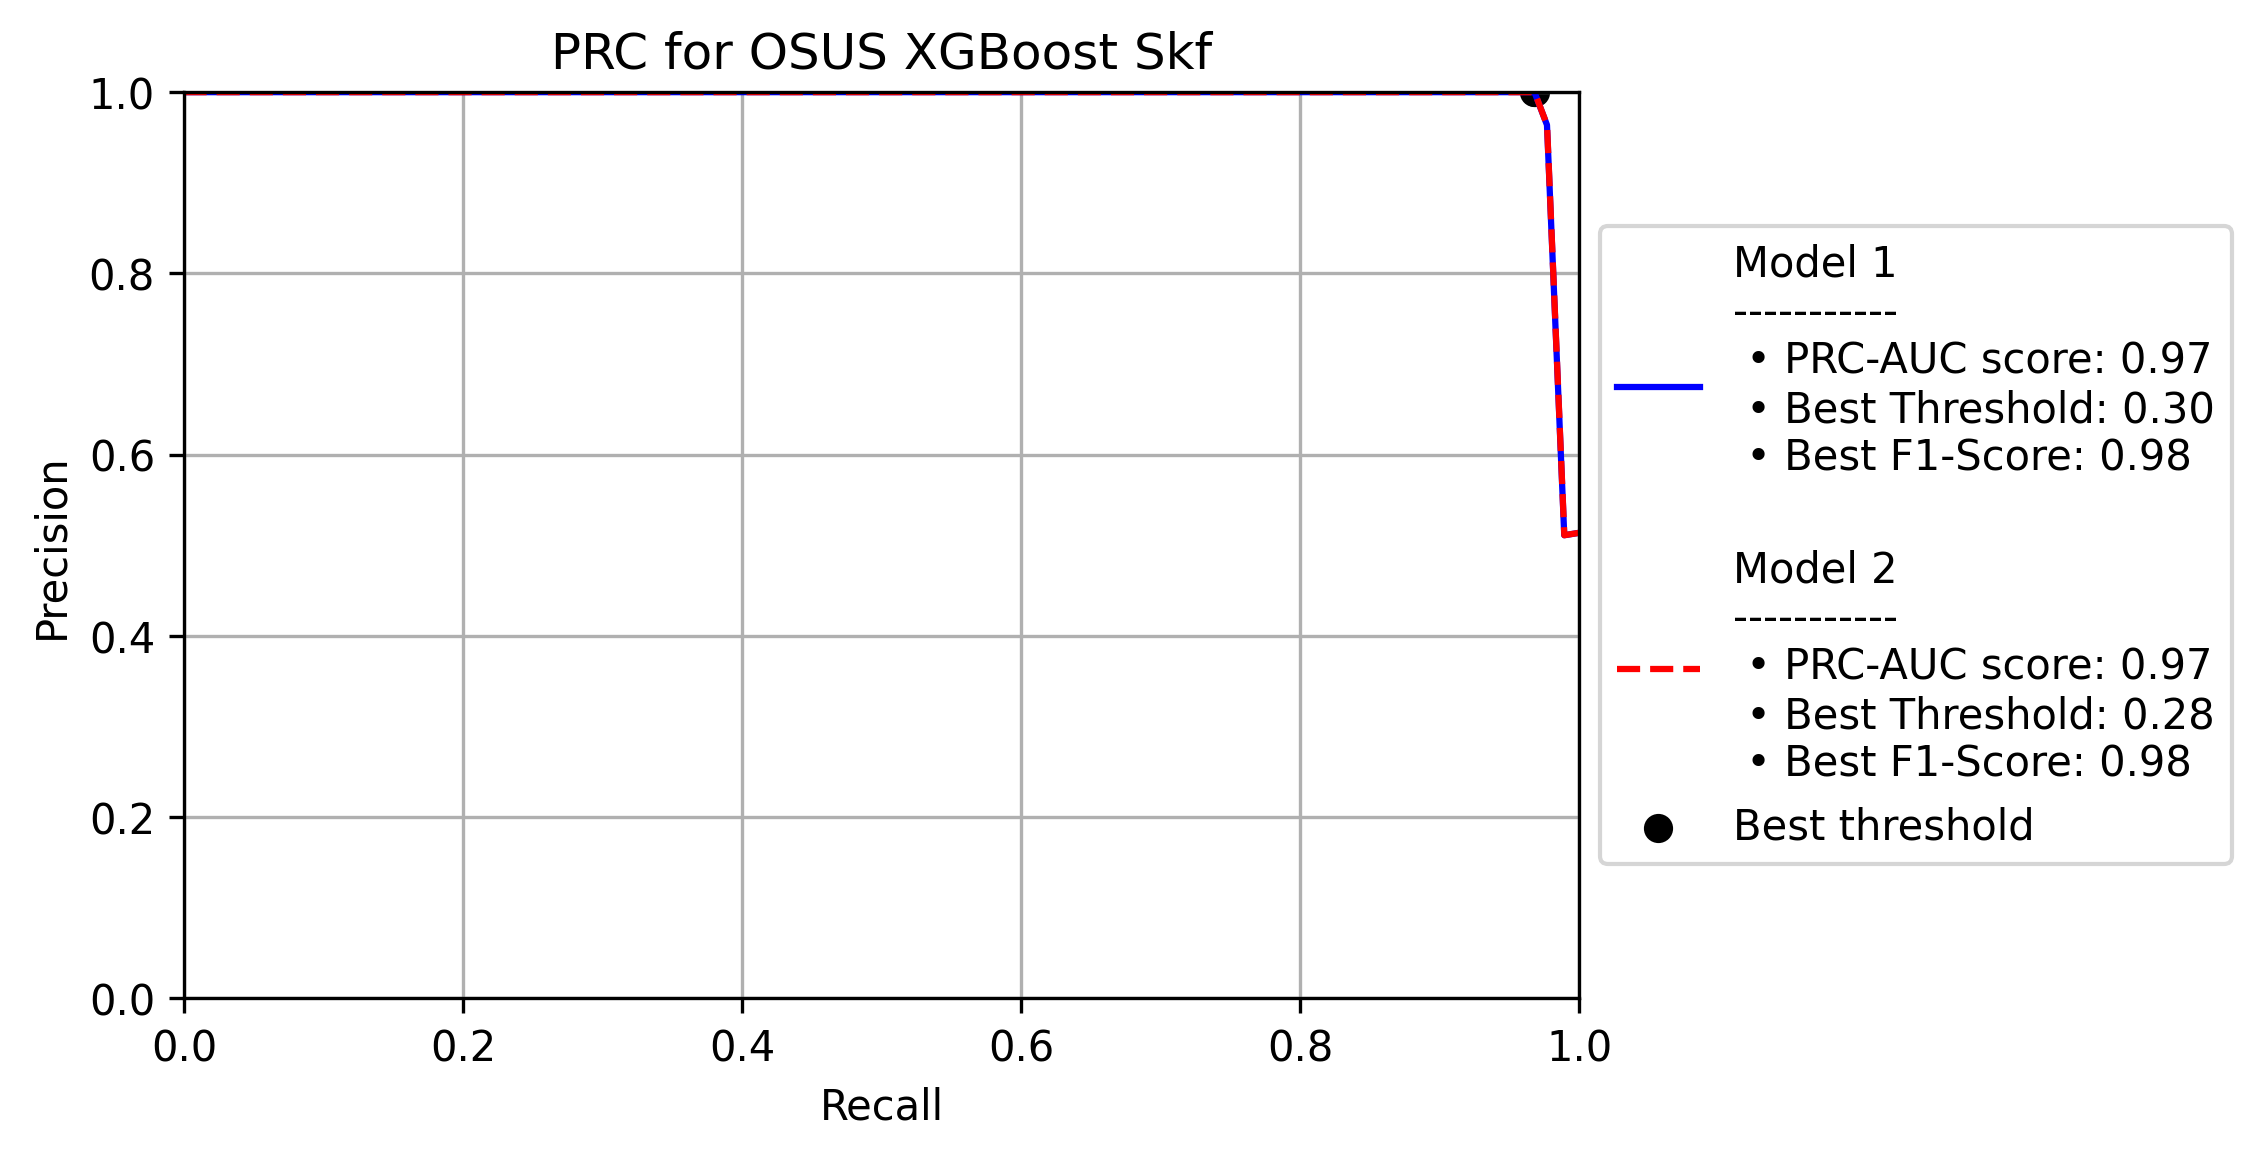 PRC for OSUS XGBoost Skf
1.0
0.8
0.6
0.4
0.2
0.0
Precision
0.0 0.2 0.4 0.6 0.8 1.0
Recall
Model 1
-----------
• PRC-AUC score: 0.97
• Best Threshold: 0.30
• Best F1-Score: 0.98
Model 2
-----------
• PRC-AUC score: 0.97
• Best Threshold: 0.28
• Best F1-Score: 0.98
Best threshold